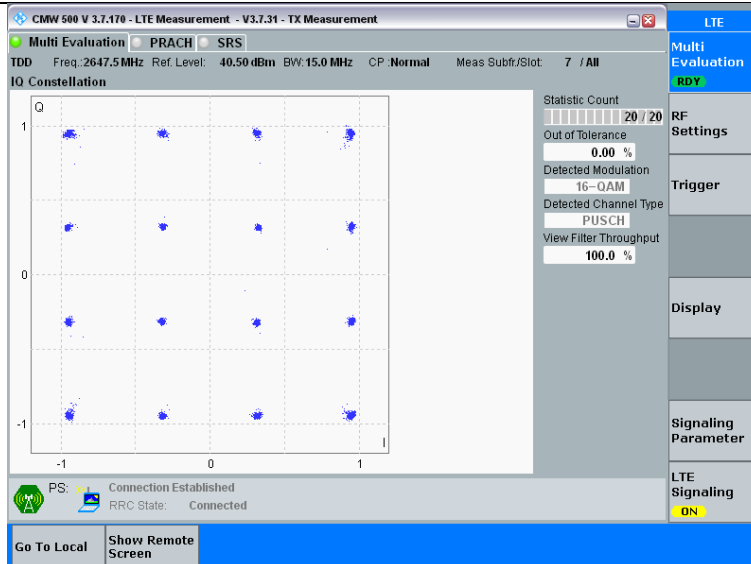 CMW 500 V 3.7.170 - LTE Measurement - V3.7.31 - TX Measurement
LTE
Multi Evaluation PRACH SRS
Multi
Evaluation
RDY
TDD Freq.:2647.5 MHz Ref. Level: 40.50 dBm BW:15.0 MHz CP :Normal Meas Subfr./Slot: 7 / All
IQ Constellation
Q
1
0
-1
I
-1 0 1
Statistic Count
20 / 20
Out of Tolerance
0.00 %
Detected Modulation
16-QAM
Detected Channel Type
PUSCH
View Filter Throughput
100.0 %
RF
Settings
Trigger
Display
Signaling
Parameter
LTE
Signaling
ON
PS: Connection Established
RRC State: Connected
Go To Local
Show Remote
Screen